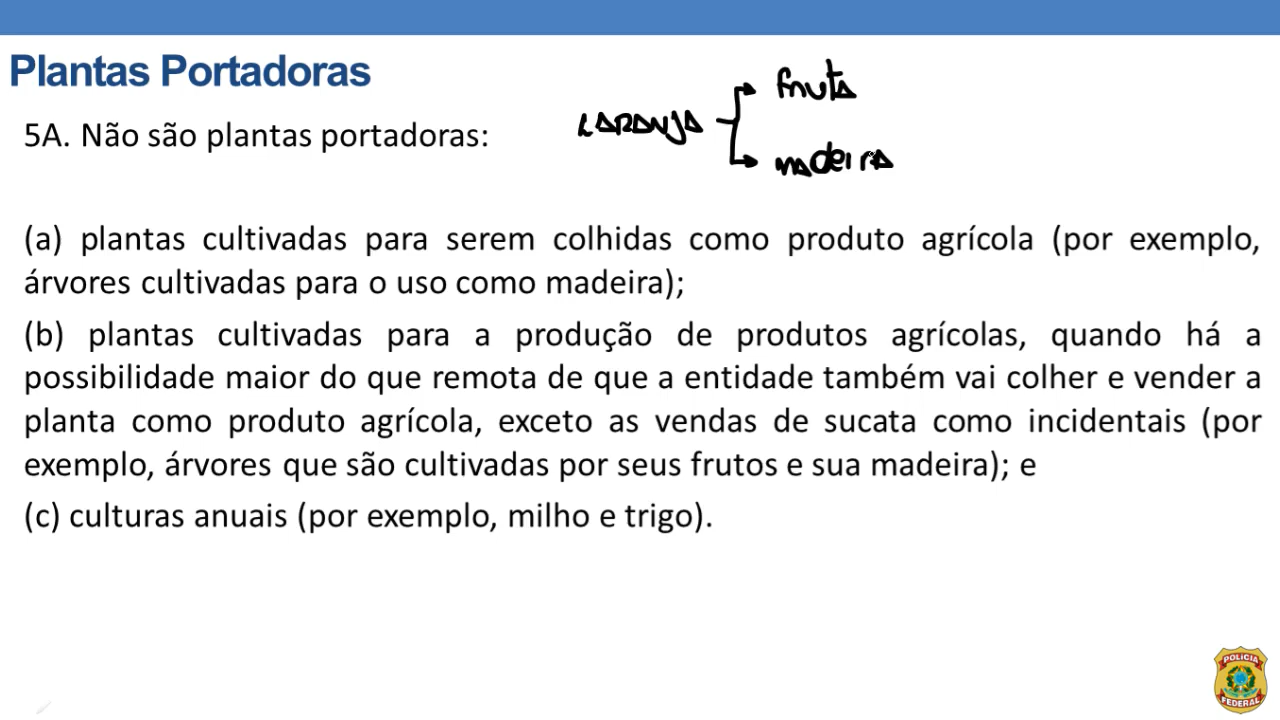 Plantas Portadoras
fruta
LARANJA
5A. Não são plantas portadoras:
madeira
(a) plantas cultivadas para serem colhidas como produto agrícola (por exemplo,
árvores cultivadas para o uso como madeira);
(b) plantas cultivadas para a produção de produtos agrícolas, quando há a
possibilidade maior do que remota de que a entidade também vai colher e vender a
planta como produto agrícola, exceto as vendas de sucata como incidentais (por
exemplo, árvores que são cultivadas por seus frutos e sua madeira); e
(c) culturas anuais (por exemplo, milho e trigo).
POLÍCIA
FEDERAL